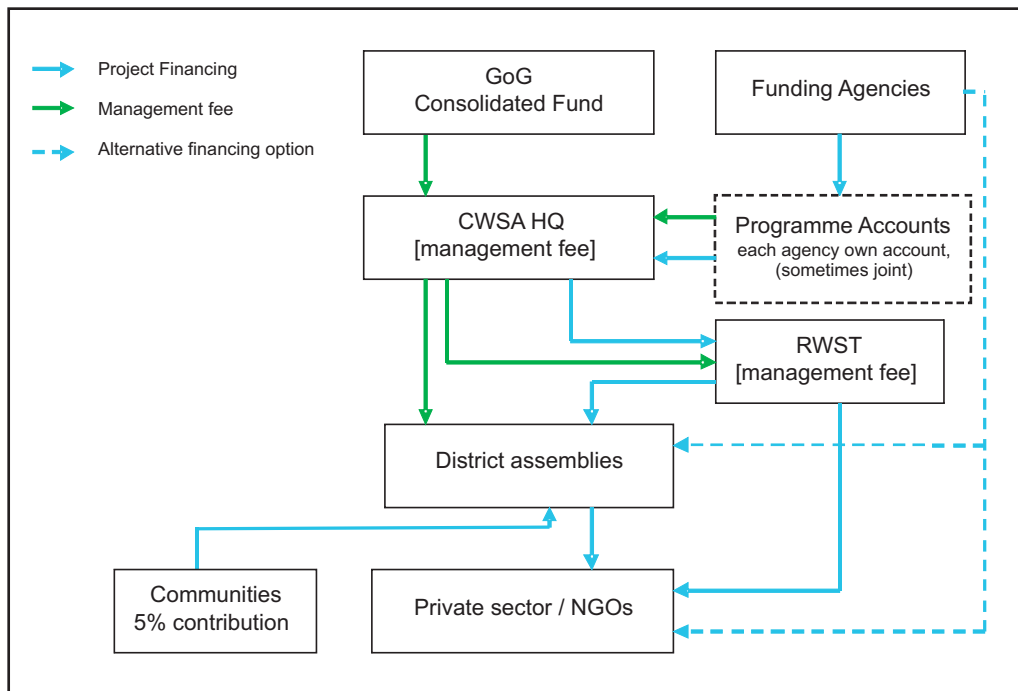 Project Financing
Management fee
Alternative financing option
GoG
Consolidated Fund
Funding Agencies
CWSA HQ
[management fee]
Programme Accounts
each agency own account,
(sometimes joint)
RWST
[management fee]
District assemblies
Communities
5% contribution
Private sector / NGOs